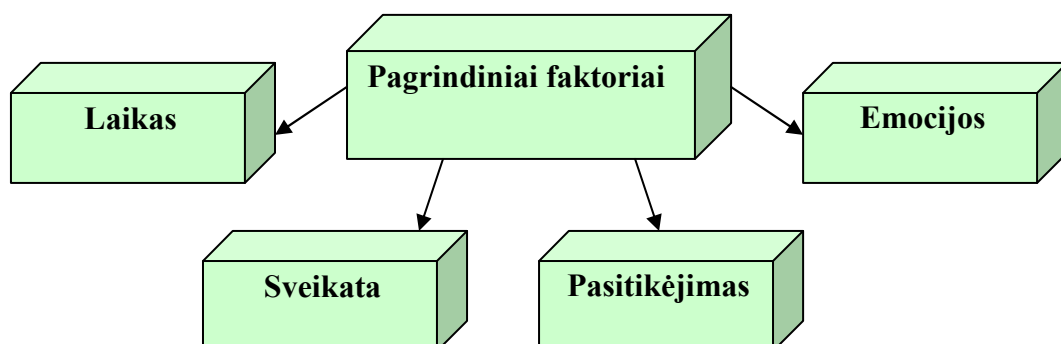 Pagrindiniai faktoriai
Laikas
Emocijos
Sveikata
Pasitikėjimas